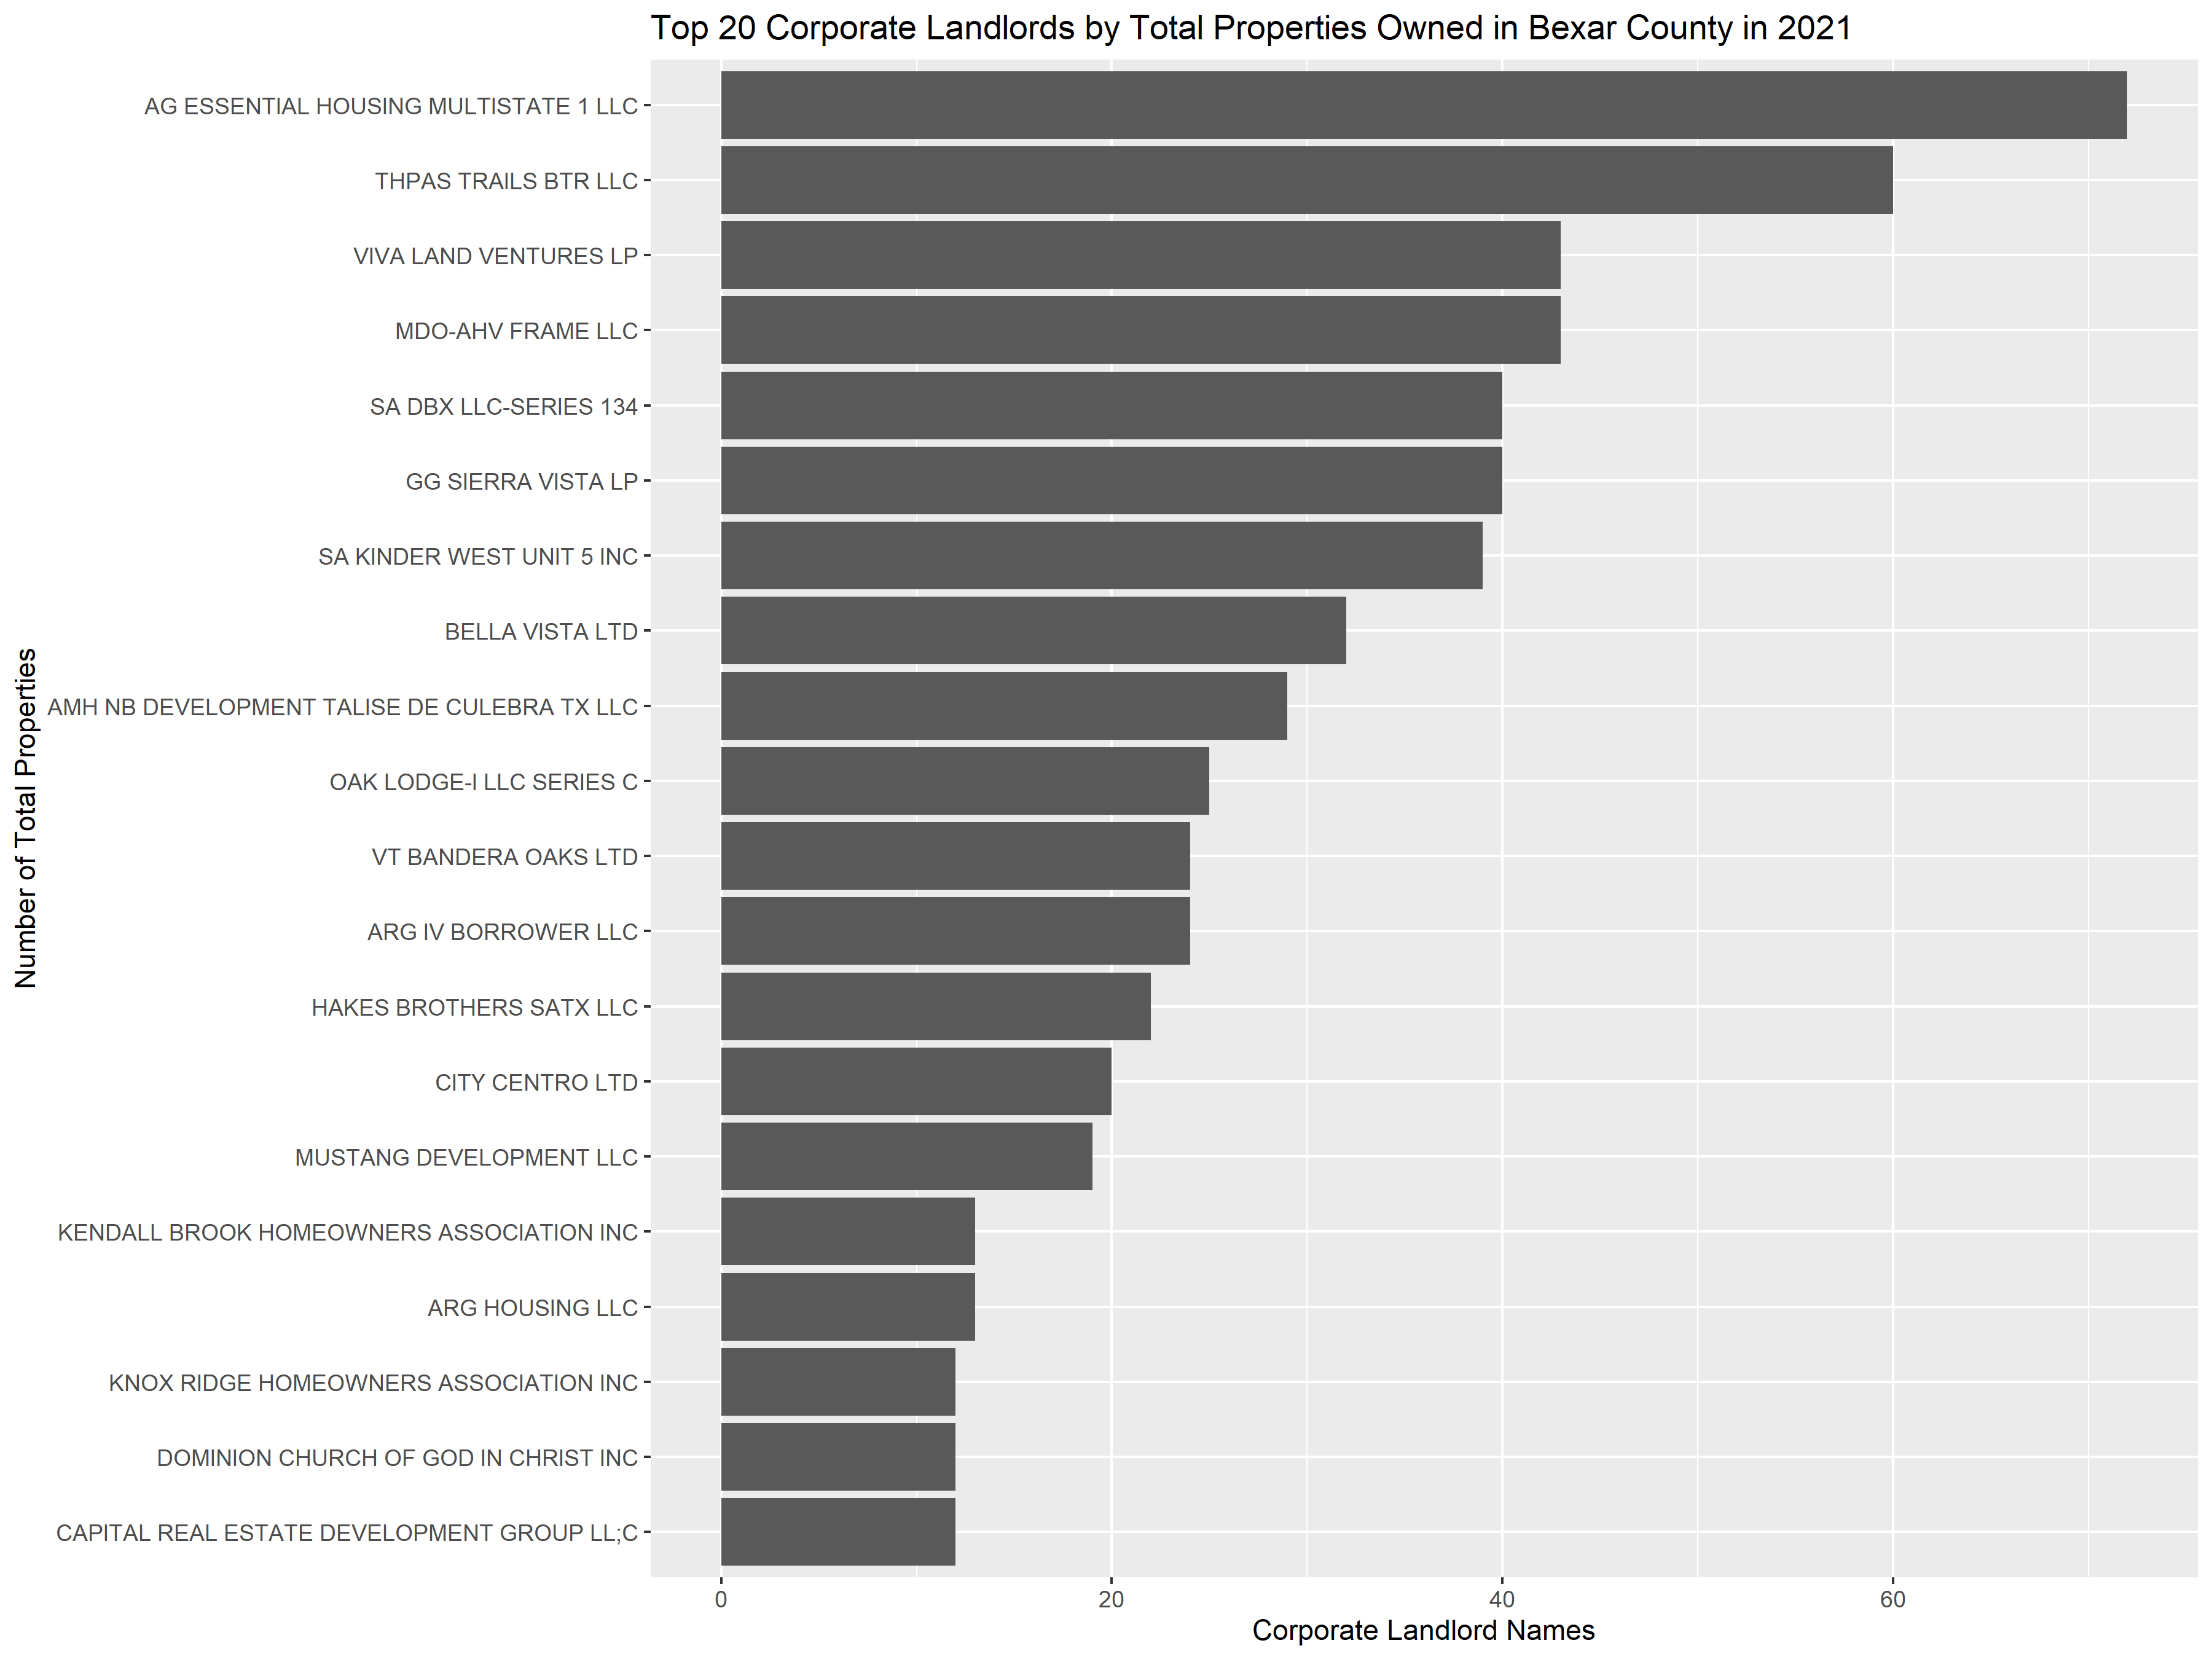 Top 20 Corporate Landlords by Total Properties Owned in Bexar County in 2021
Number of Total Properties
AG ESSENTIAL HOUSING MULTISTATE 1 LLC
THPAS TRAILS BTR LLC
VIVA LAND VENTURES LP
MDO-AHV FRAME LLC
SA DBX LLC-SERIES 134
GG SIERRA VISTA LP
SA KINDER WEST UNIT 5 INC
BELLA VISTA LTD
AMH NB DEVELOPMENT TALISE DE CULEBRA TX LLC
OAK LODGE-I LLC SERIES C
VT BANDERA OAKS LTD
ARG IV BORROWER LLC
HAKES BROTHERS SATX LLC
CITY CENTRO LTD
MUSTANG DEVELOPMENT LLC
KENDALL BROOK HOMEOWNERS ASSOCIATION INC
ARG HOUSING LLC
KNOX RIDGE HOMEOWNERS ASSOCIATION INC
DOMINION CHURCH OF GOD IN CHRIST INC
CAPITAL REAL ESTATE DEVELOPMENT GROUP LL;C
0 20 40 60
Corporate Landlord Names